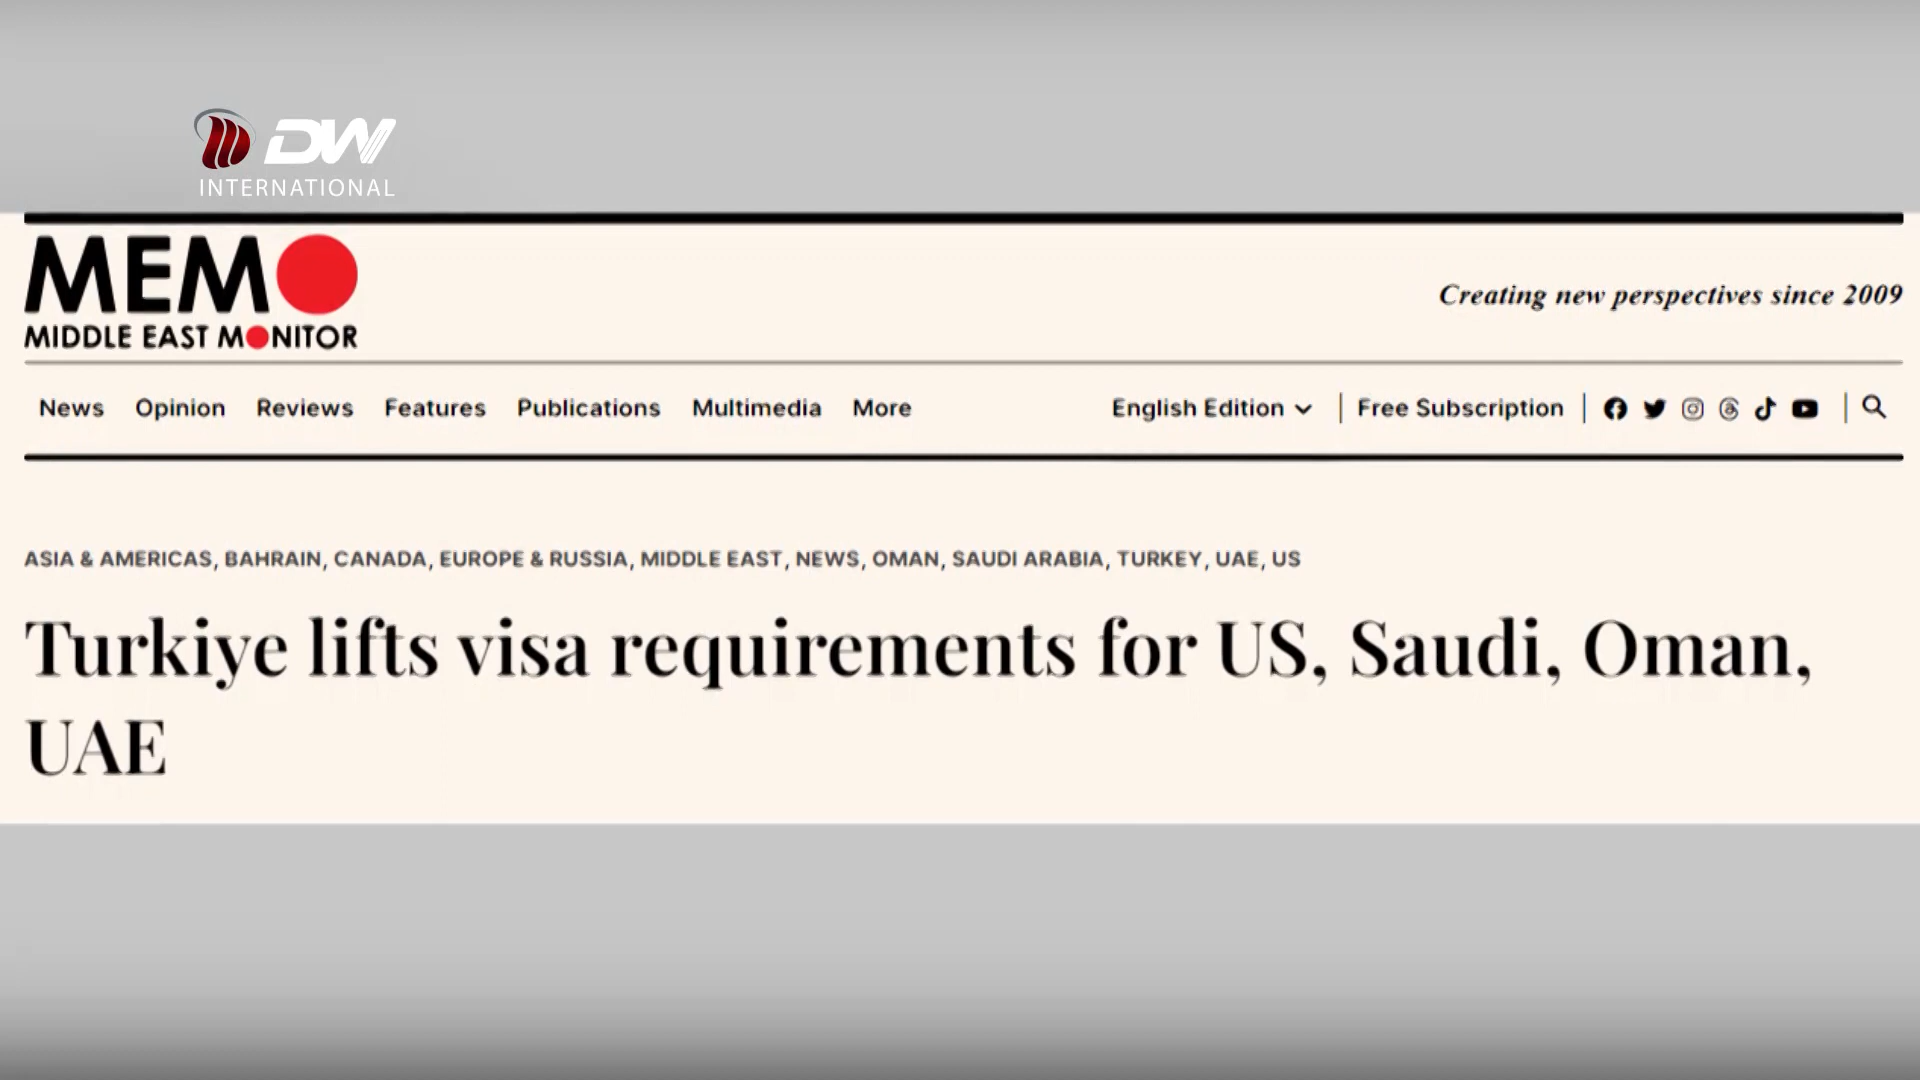 DW
INTERNATIONAL
MEMO
MIDDLE EAST MONITOR
Creating new perspectives since 2009
News Opinion Reviews Features Publications Multimedia More English Edition Free Subscription
ASIA & AMERICAS, BAHRAIN, CANADA, EUROPE & RUSSIA, MIDDLE EAST, NEWS, OMAN, SAUDI ARABIA, TURKEY, UAE, US
Turkiye lifts visa requirements for US, Saudi, Oman,
UAE